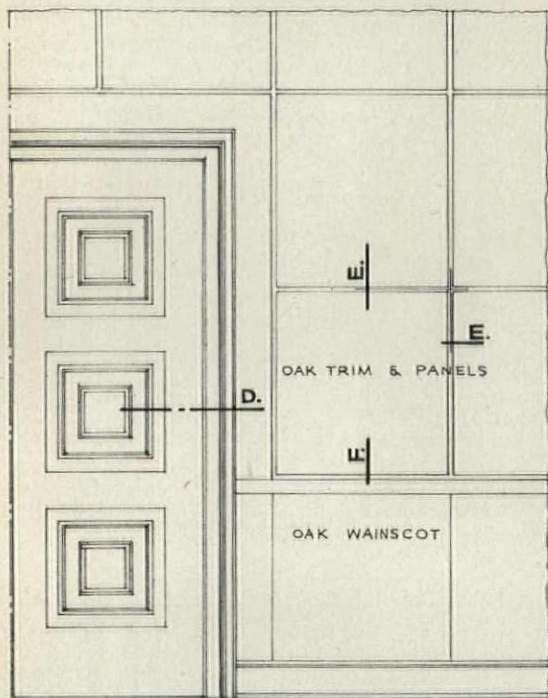 E.
E.
OAK TRIM & PANELS
D.
F.
OAK WAINSCOT